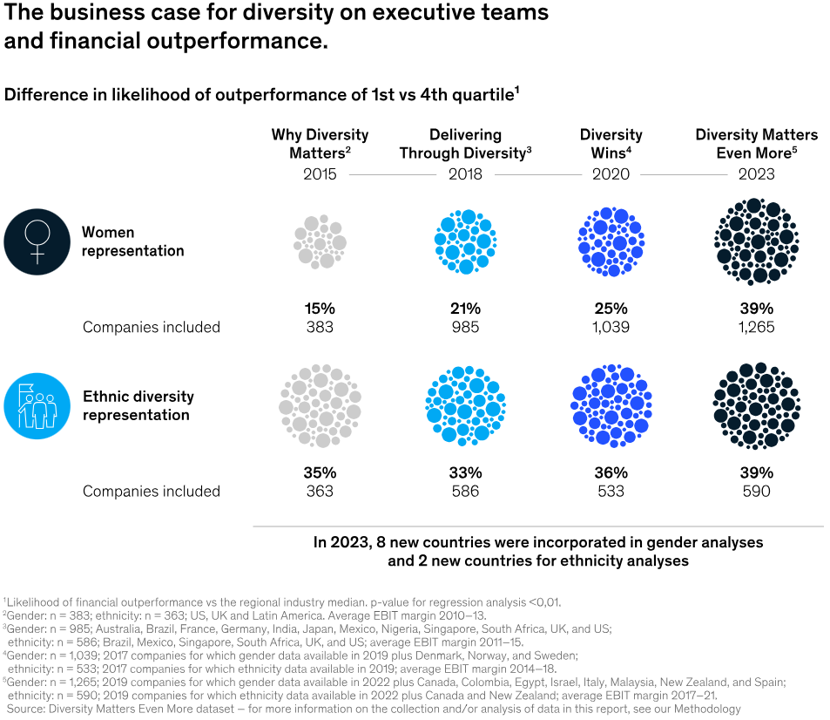 The business case for diversity on executive teams
and financial outperformance.
Difference in likelihood of outperformance of 1st vs 4th quartile¹
Why Diversity Matters² 2015
Delivering Through Diversity³ 2018
Diversity Wins⁴ 2020
Diversity Matters Even More⁵ 2023
Women
representation
15% 21% 25% 39%
Companies included 383 985 1,039 1,265
Ethnic diversity
representation
35% 33% 36% 39%
Companies included 363 586 533 590
In 2023, 8 new countries were incorporated in gender analyses
and 2 new countries for ethnicity analyses
¹Likelihood of financial outperformance vs the regional industry median. p-value for regression analysis <0,01.
²Gender: n = 383; ethnicity: n = 363; US, UK and Latin America. Average EBIT margin 2010–13.
³Gender: n = 985; Australia, Brazil, France, Germany, India, Japan, Mexico, Nigeria, Singapore, South Africa, UK, and US;
ethnicity: n = 586; Brazil, Mexico, Singapore, South Africa, UK, and US; average EBIT margin 2011–15.
⁴Gender: n = 1,039; 2017 companies for which gender data available in 2019 plus Denmark, Norway, and Sweden;
ethnicity: n = 533; 2017 companies for which ethnicity data available in 2019; average EBIT margin 2014–18.
⁵Gender: n = 1,265; 2019 companies for which gender data available in 2022 plus Canada, Colombia, Egypt, Israel, Italy, Malaysia, New Zealand, and Spain;
ethnicity: n = 590; 2019 companies for which ethnicity data available in 2022 plus Canada and New Zealand; average EBIT margin 2017–21.
Source: Diversity Matters Even More dataset – for more information on the collection and/or analysis of data in this report, see our Methodology